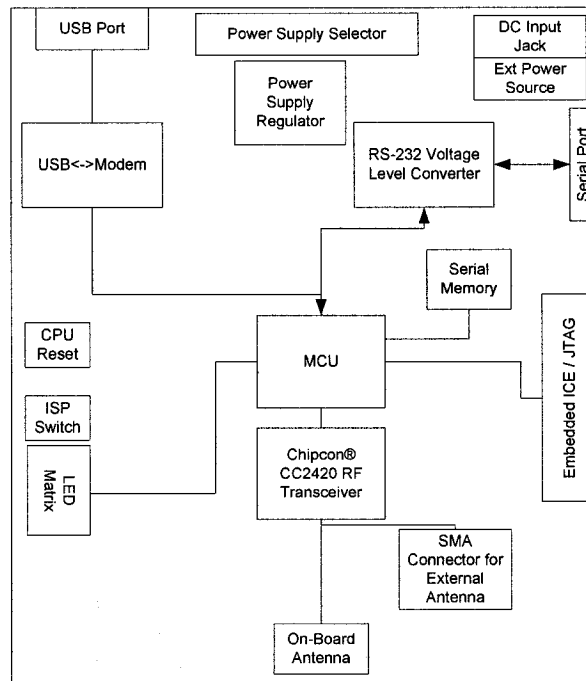 USB Port
Power Supply Selector
DC Input
Jack
Ext Power
Source
Power
Supply
Regulator
USB<->Modem
RS-232 Voltage
Level Converter
Serial Port
Serial
Memory
CPU
Reset
MCU
Embedded ICE / JTAG
ISP
Switch
LED
Matrix
Chipcon®
CC2420 RF
Transceiver
SMA
Connector for
External
Antenna
On-Board
Antenna